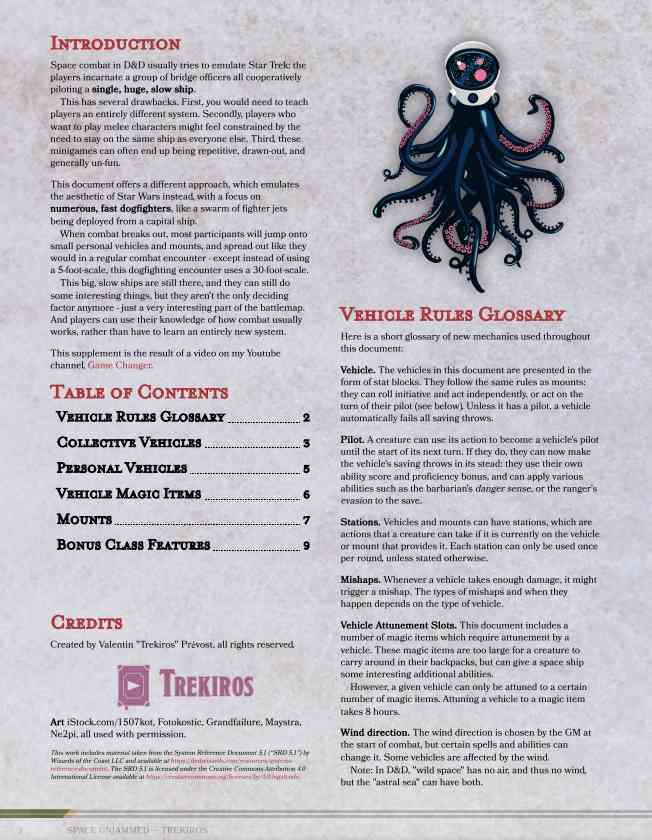 INTRODUCTION
Space combat in D&D usually tries to emulate Star Trek: the
players incarnate a group of bridge officers all cooperatively
piloting a single, huge, slow ship.
This has several drawbacks. First, you would need to teach
players an entirely different system. Secondly, players who
want to play melee characters might feel constrained by the
need to stay on the same ship as everyone else. Third, these
minigames can often end up being repetitive, drawn-out, and
generally un-fun.
This document offers a different approach, which emulates
the aesthetic of Star Wars instead, with a focus on
numerous, fast dogfighters, like a swarm of fighter jets
being deployed from a capital ship.
When combat breaks out, most participants will jump onto
small personal vehicles and mounts, and spread out like they
would in a regular combat encounter - except instead of using
a 5-foot-scale, this dogfighting encounter uses a 30-foot-scale.
This big, slow ships are still there, and they can still do
some interesting things, but they aren't the only deciding
factor anymore - just a very interesting part of the battlemap.
And players can use their knowledge of how combat usually
works, rather than have to learn an entirely new system.
This supplement is the result of a video on my Youtube
channel, Game Changer.
TABLE OF CONTENTS
VEHICLE RULES GLOSSARY 2
COLLECTIVE VEHICLES 3
PERSONAL VEHICLES 5
VEHICLE MAGIC ITEMS 6
MOUNTS 7
BONUS CLASS FEATURES 9
CREDITS
Created by Valentin "Trekiros" Prévost, all rights reserved.
TREKIROS
Art iStock.com/1507kot, Fotokostic, Grandfailure, Maystra,
Ne2pi, all used with permission.
This work includes material taken from the System Reference Document 5.1 ("SRD 5.1") by
Wizards of the Coast LLC and available at https://dnd.wizards.com/resources/systems-
reference-document. The SRD 5.1 is licensed under the Creative Commons Attribution 4.0
International License available at https://creativecommons.org/licenses/by/4.0/legalcode.
VEHICLE RULES GLOSSARY
Here is a short glossary of new mechanics used throughout
this document:
Vehicle. The vehicles in this document are presented in the
form of stat blocks. They follow the same rules as mounts:
they can roll initiative and act independently, or act on the
turn of their pilot (see below). Unless it has a pilot, a vehicle
automatically fails all saving throws.
Pilot. A creature can use its action to become a vehicle's pilot
until the start of its next turn. If they do, they can now make
the vehicle's saving throws in its stead: they use their own
ability score and proficiency bonus, and can apply various
abilities such as the barbarian's danger sense, or the ranger's
evasion to the save.
Stations. Vehicles and mounts can have stations, which are
actions that a creature can take if it is currently on the vehicle
or mount that provides it. Each station can only be used once
per round, unless stated otherwise.
Mishaps. Whenever a vehicle takes enough damage, it might
trigger a mishap. The types of mishaps and when they
happen depends on the type of vehicle.
Vehicle Attunement Slots. This document includes a
number of magic items which require attunement by a
vehicle. These magic items are too large for a creature to
carry around in their backpacks, but can give a space ship
some interesting additional abilities.
However, a given vehicle can only be attuned to a certain
number of magic items. Attuning a vehicle to a magic item
takes 8 hours.
Wind direction. The wind direction is chosen by the GM at
the start of combat, but certain spells and abilities can
change it. Some vehicles are affected by the wind.
Note: In D&D, "wild space" has no air, and thus no wind,
but the "astral sea" can have both.
2 SPACE UNJAMMED — TREKIROS